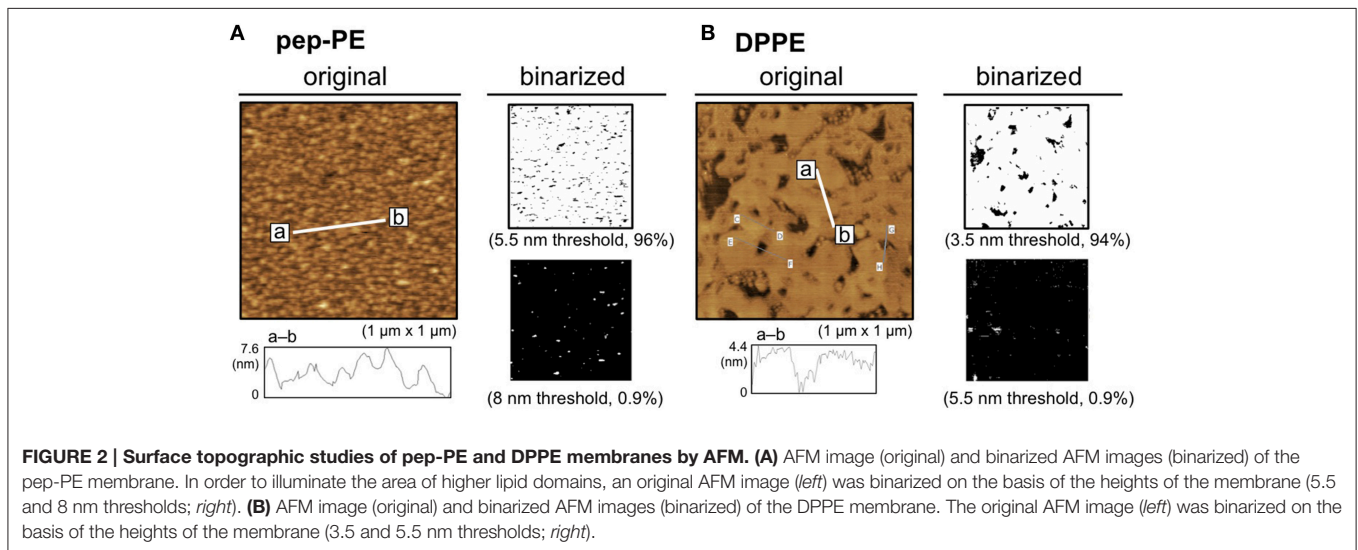 A pep-PE
original
binarized
a
b
(5.5 nm threshold, 96%)
(1 µm x 1 µm)
a–b
7.6
(nm)
0
(8 nm threshold, 0.9%)
B DPPE
original
binarized
a
b
C
D
E
F
G
H
(3.5 nm threshold, 94%)
(1 µm x 1 µm)
a–b
4.4
(nm)
0
(5.5 nm threshold, 0.9%)
FIGURE 2 | Surface topographic studies of pep-PE and DPPE membranes by AFM. (A) AFM image (original) and binarized AFM images (binarized) of the
pep-PE membrane. In order to illuminate the area of higher lipid domains, an original AFM image (left) was binarized on the basis of the heights of the membrane (5.5
and 8 nm thresholds; right). (B) AFM image (original) and binarized AFM images (binarized) of the DPPE membrane. The original AFM image (left) was binarized on the
basis of the heights of the membrane (3.5 and 5.5 nm thresholds; right).